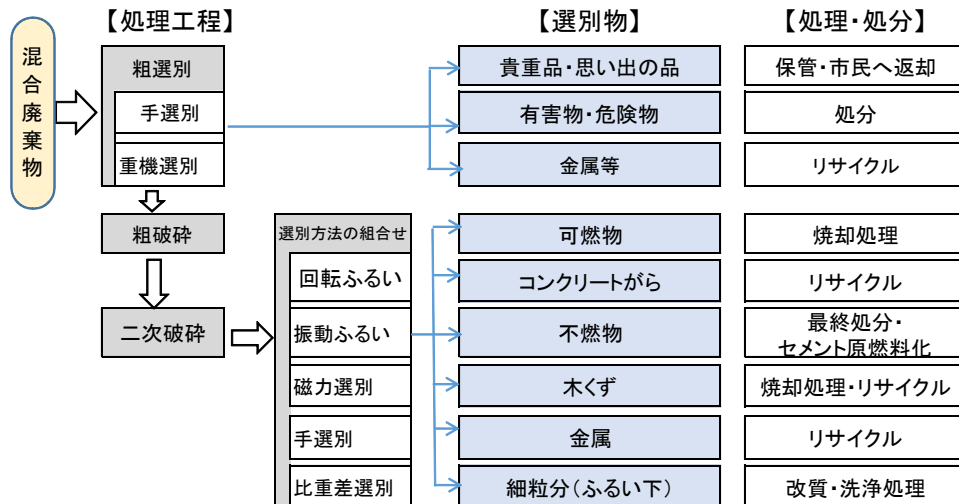 【処理工程】
【選別物】
【処理・処分】
混合廃棄物
粗選別
手選別
重機選別
貴重品・思い出の品
保管・市民へ返却
有害物・危険物
処分
金属等
リサイクル
粗破砕
二次破砕
選別方法の組合せ
回転ふるい
振動ふるい
磁力選別
手選別
比重差選別
可燃物
焼却処理
コンクリートがら
リサイクル
不燃物
最終処分・
セメント原燃料化
木くず
焼却処理・リサイクル
金属
リサイクル
細粒分（ふるい下）
改質・洗浄処理